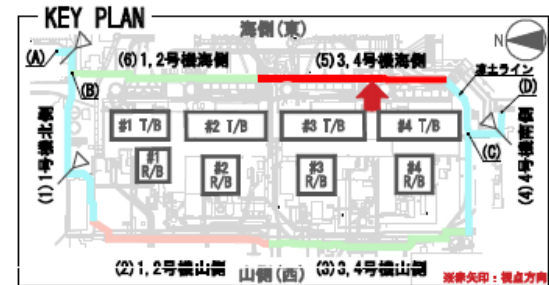 KEY PLAN
海側(東)
N
(A)
(6)1,2号機海側
(5)3,4号機海側
凍土ライン
(D)
(B)
#1 T/B
#2 T/B
#3 T/B
#4 T/B
(1)1号機北側
#1
R/B
#2
R/B
#3
R/B
#4
R/B
(C)
(4)4号機南側
(2)1,2号機山側
山側(西)
(3)3,4号機山側
※赤矢印:視点方向